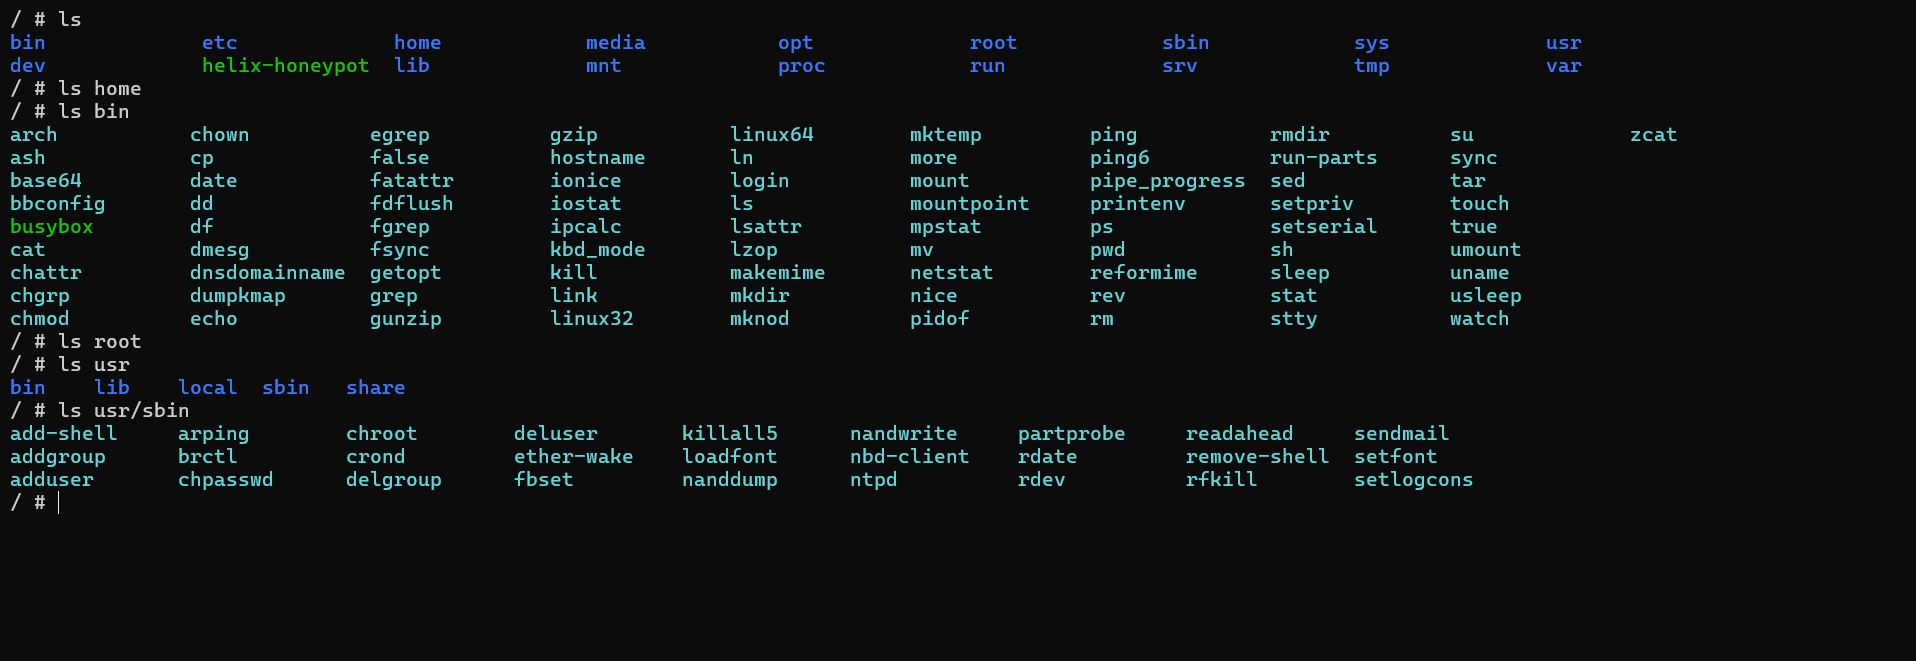 / # ls
bin             etc             home            media           opt             root            sbin            sys             usr
dev             helix-honeypot  lib             mnt             proc            run             srv             tmp             var
/ # ls home
/ # ls bin
arch           chown          egrep          gzip           linux64        mktemp         ping           rmdir          su             zcat
ash            cp             false          hostname       ln             more           ping6          run-parts      sync
base64         date           fatattr        ionice         login          mount          pipe_progress  sed            tar
bbconfig       dd             fdflush        iostat         ls             mountpoint     printenv       setpriv        touch
busybox        df             fgrep          ipcalc         lsattr         mpstat         ps             setserial      true
cat            dmesg          fsync          kbd_mode       lzop           mv             pwd            sh             umount
chattr         dnsdomainname  getopt         kill           makemime       netstat        reformime      sleep          uname
chgrp          dumpkmap       grep           link           mkdir          nice           rev            stat           usleep
chmod          echo           gunzip         linux32        mknod          pidof          rm             stty           watch
/ # ls root
/ # ls usr
bin    lib    local  sbin   share
/ # ls usr/sbin
add-shell     arping        chroot        deluser       killall5      nandwrite     partprobe     readahead     sendmail
addgroup      brctl         crond         ether-wake    loadfont      nbd-client    rdate         remove-shell  setfont
adduser       chpasswd      delgroup      fbset         nanddump      ntpd          rdev          rfkill        setlogcons
/ #